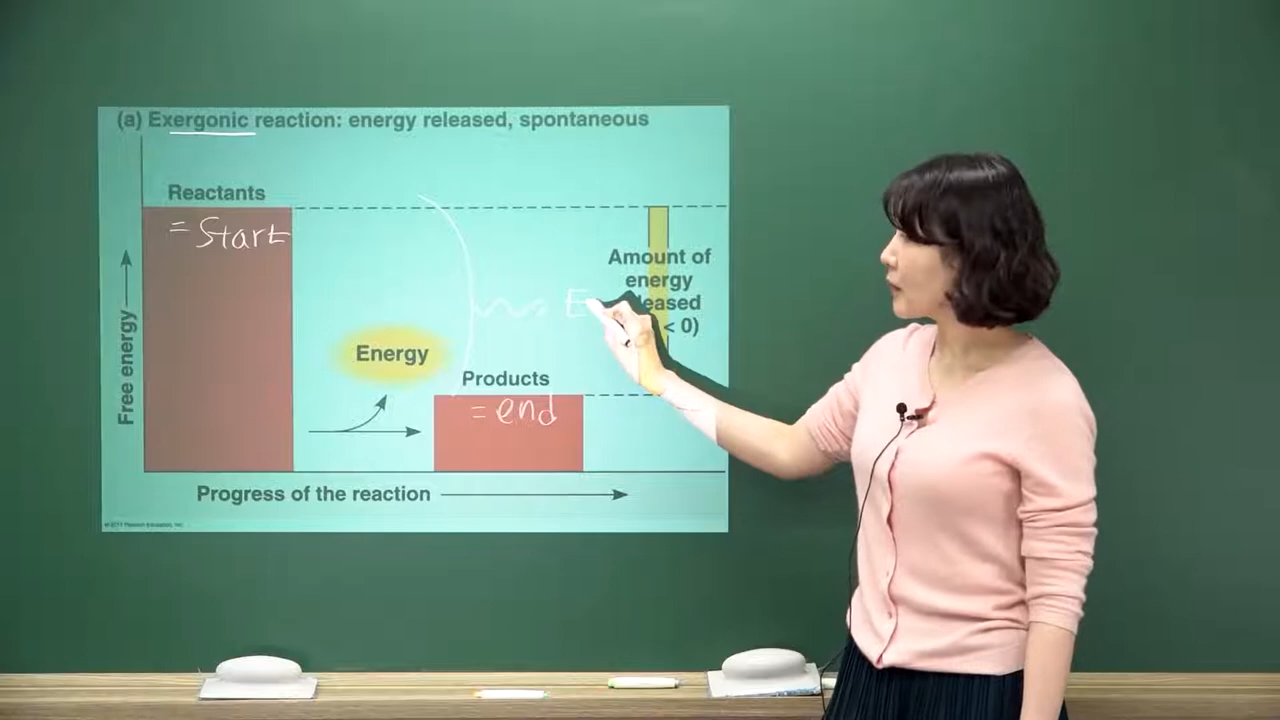 (a) Exergonic reaction: energy released, spontaneous
Reactants
= Start
Free energy
Energy
Products
= end
Amount of
energy
< 0)
Progress of the reaction
E